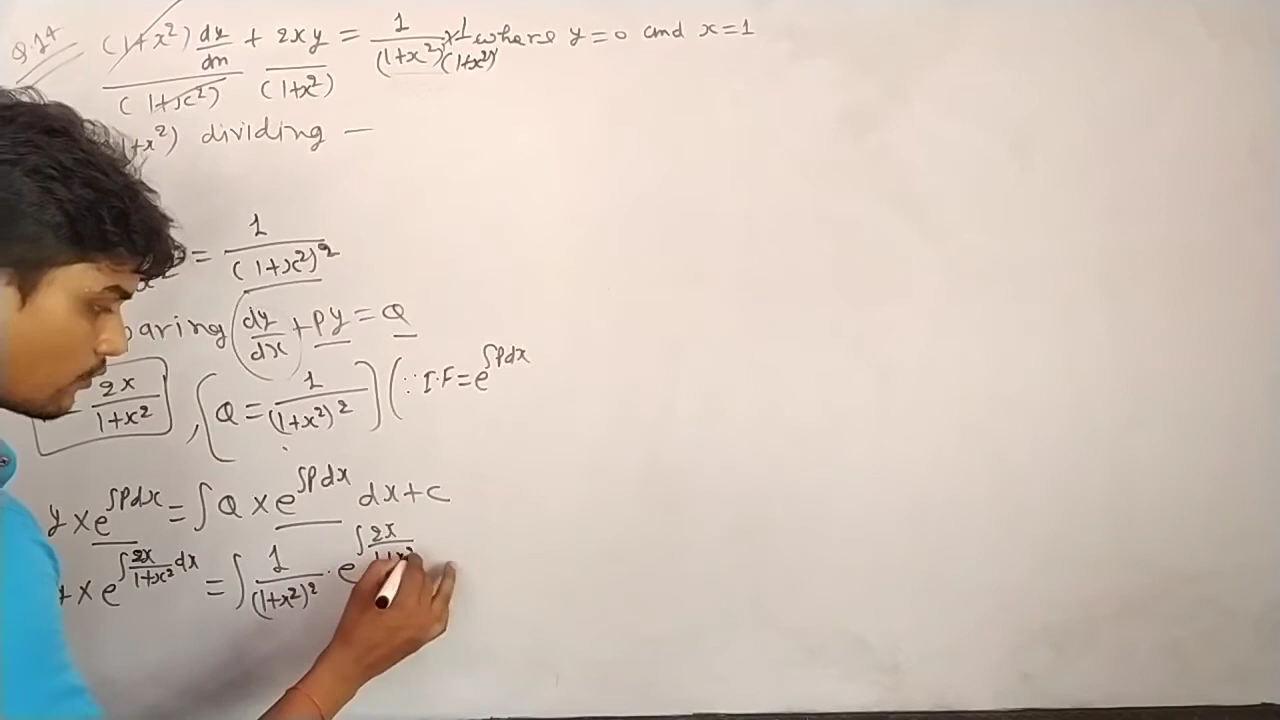 Q.14 (1+x²) dy/dx + 2xy = 1/(1+x²) × 1/(1+x²) where y=0 and x=1
(1+x²) (1+x²)
1+x²) dividing —
= 1/(1+x²)²
paring dy/dx + py = Q
2x/1+x² , Q = 1/(1+x²)² (∵ I.F = e^∫Pdx
y × e^∫Pdx = ∫ Q × e^∫Pdx dx + c
× e^∫2x/1+x² dx = ∫ 1/(1+x²)² . e^∫2x/1+x²